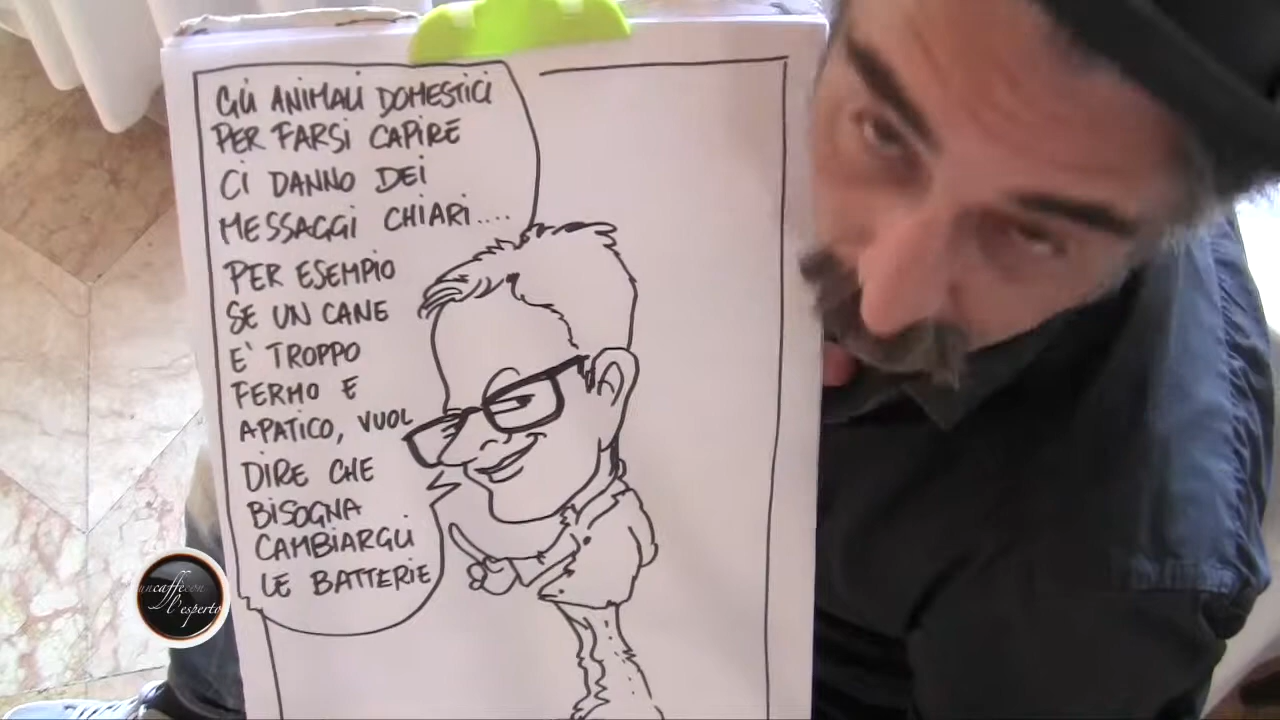 GLI ANIMALI DOMESTICI
PER FARSI CAPIRE
CI DANNO DEI
MESSAGGI CHIARI....
PER ESEMPIO
SE UN CANE
E' TROPPO
FERMO E
APATICO, VUOL
DIRE CHE
BISOGNA
CAMBIARGLI
LE BATTERIE
uncaffècon
l'esperto